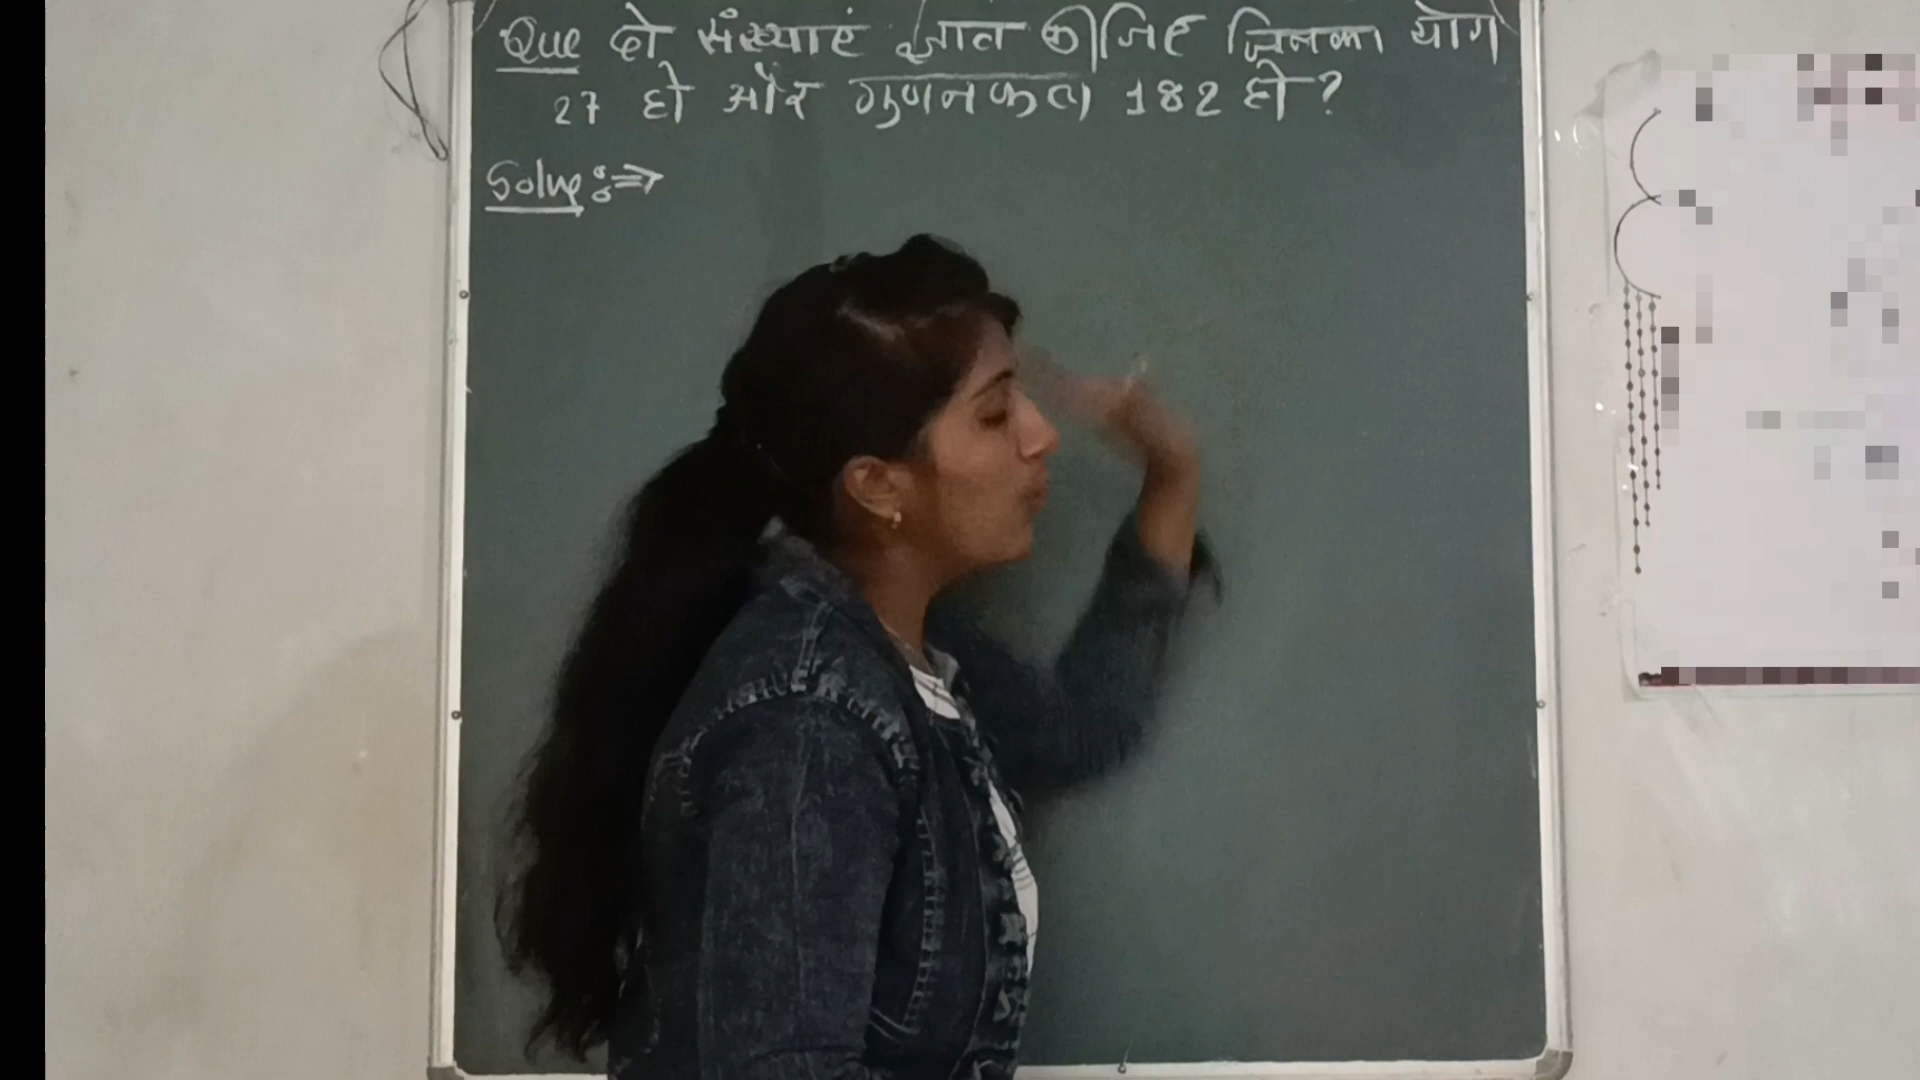 Que दो संख्याएं ज्ञात कीजिए जिनका योग
27 हो और गुणनफल 182 हो ?
Solve :⇒